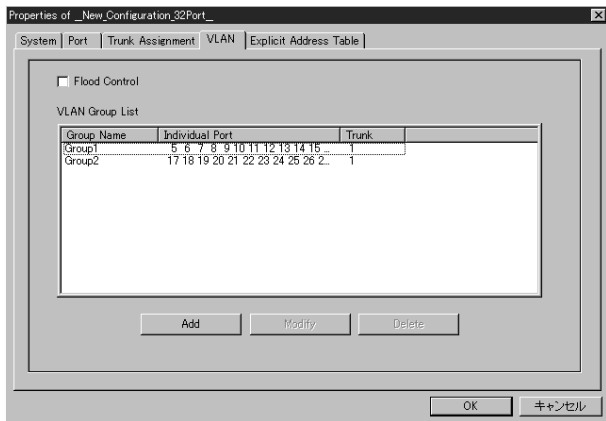 Properties of _New_Configuration_32Port_
System Port Trunk Assignment VLAN Explicit Address Table
Flood Control
VLAN Group List
Group Name Individual Port Trunk
Group1 5 6 7 8 9 10 11 12 13 14 15 ... 1
Group2 17 18 19 20 21 22 23 24 25 26 2... 1
Add Modify Delete
OK キャンセル